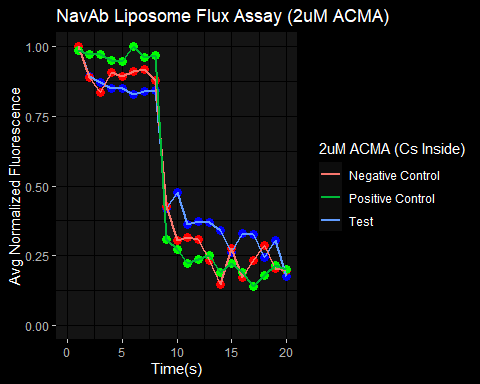 NavAb Liposome Flux Assay (2uM ACMA)
Avg Normalized Fluorescence
1.00
0.75
0.50
0.25
0.00
0
5
10
15
20
Time(s)
2uM ACMA (Cs Inside)
Negative Control
Positive Control
Test